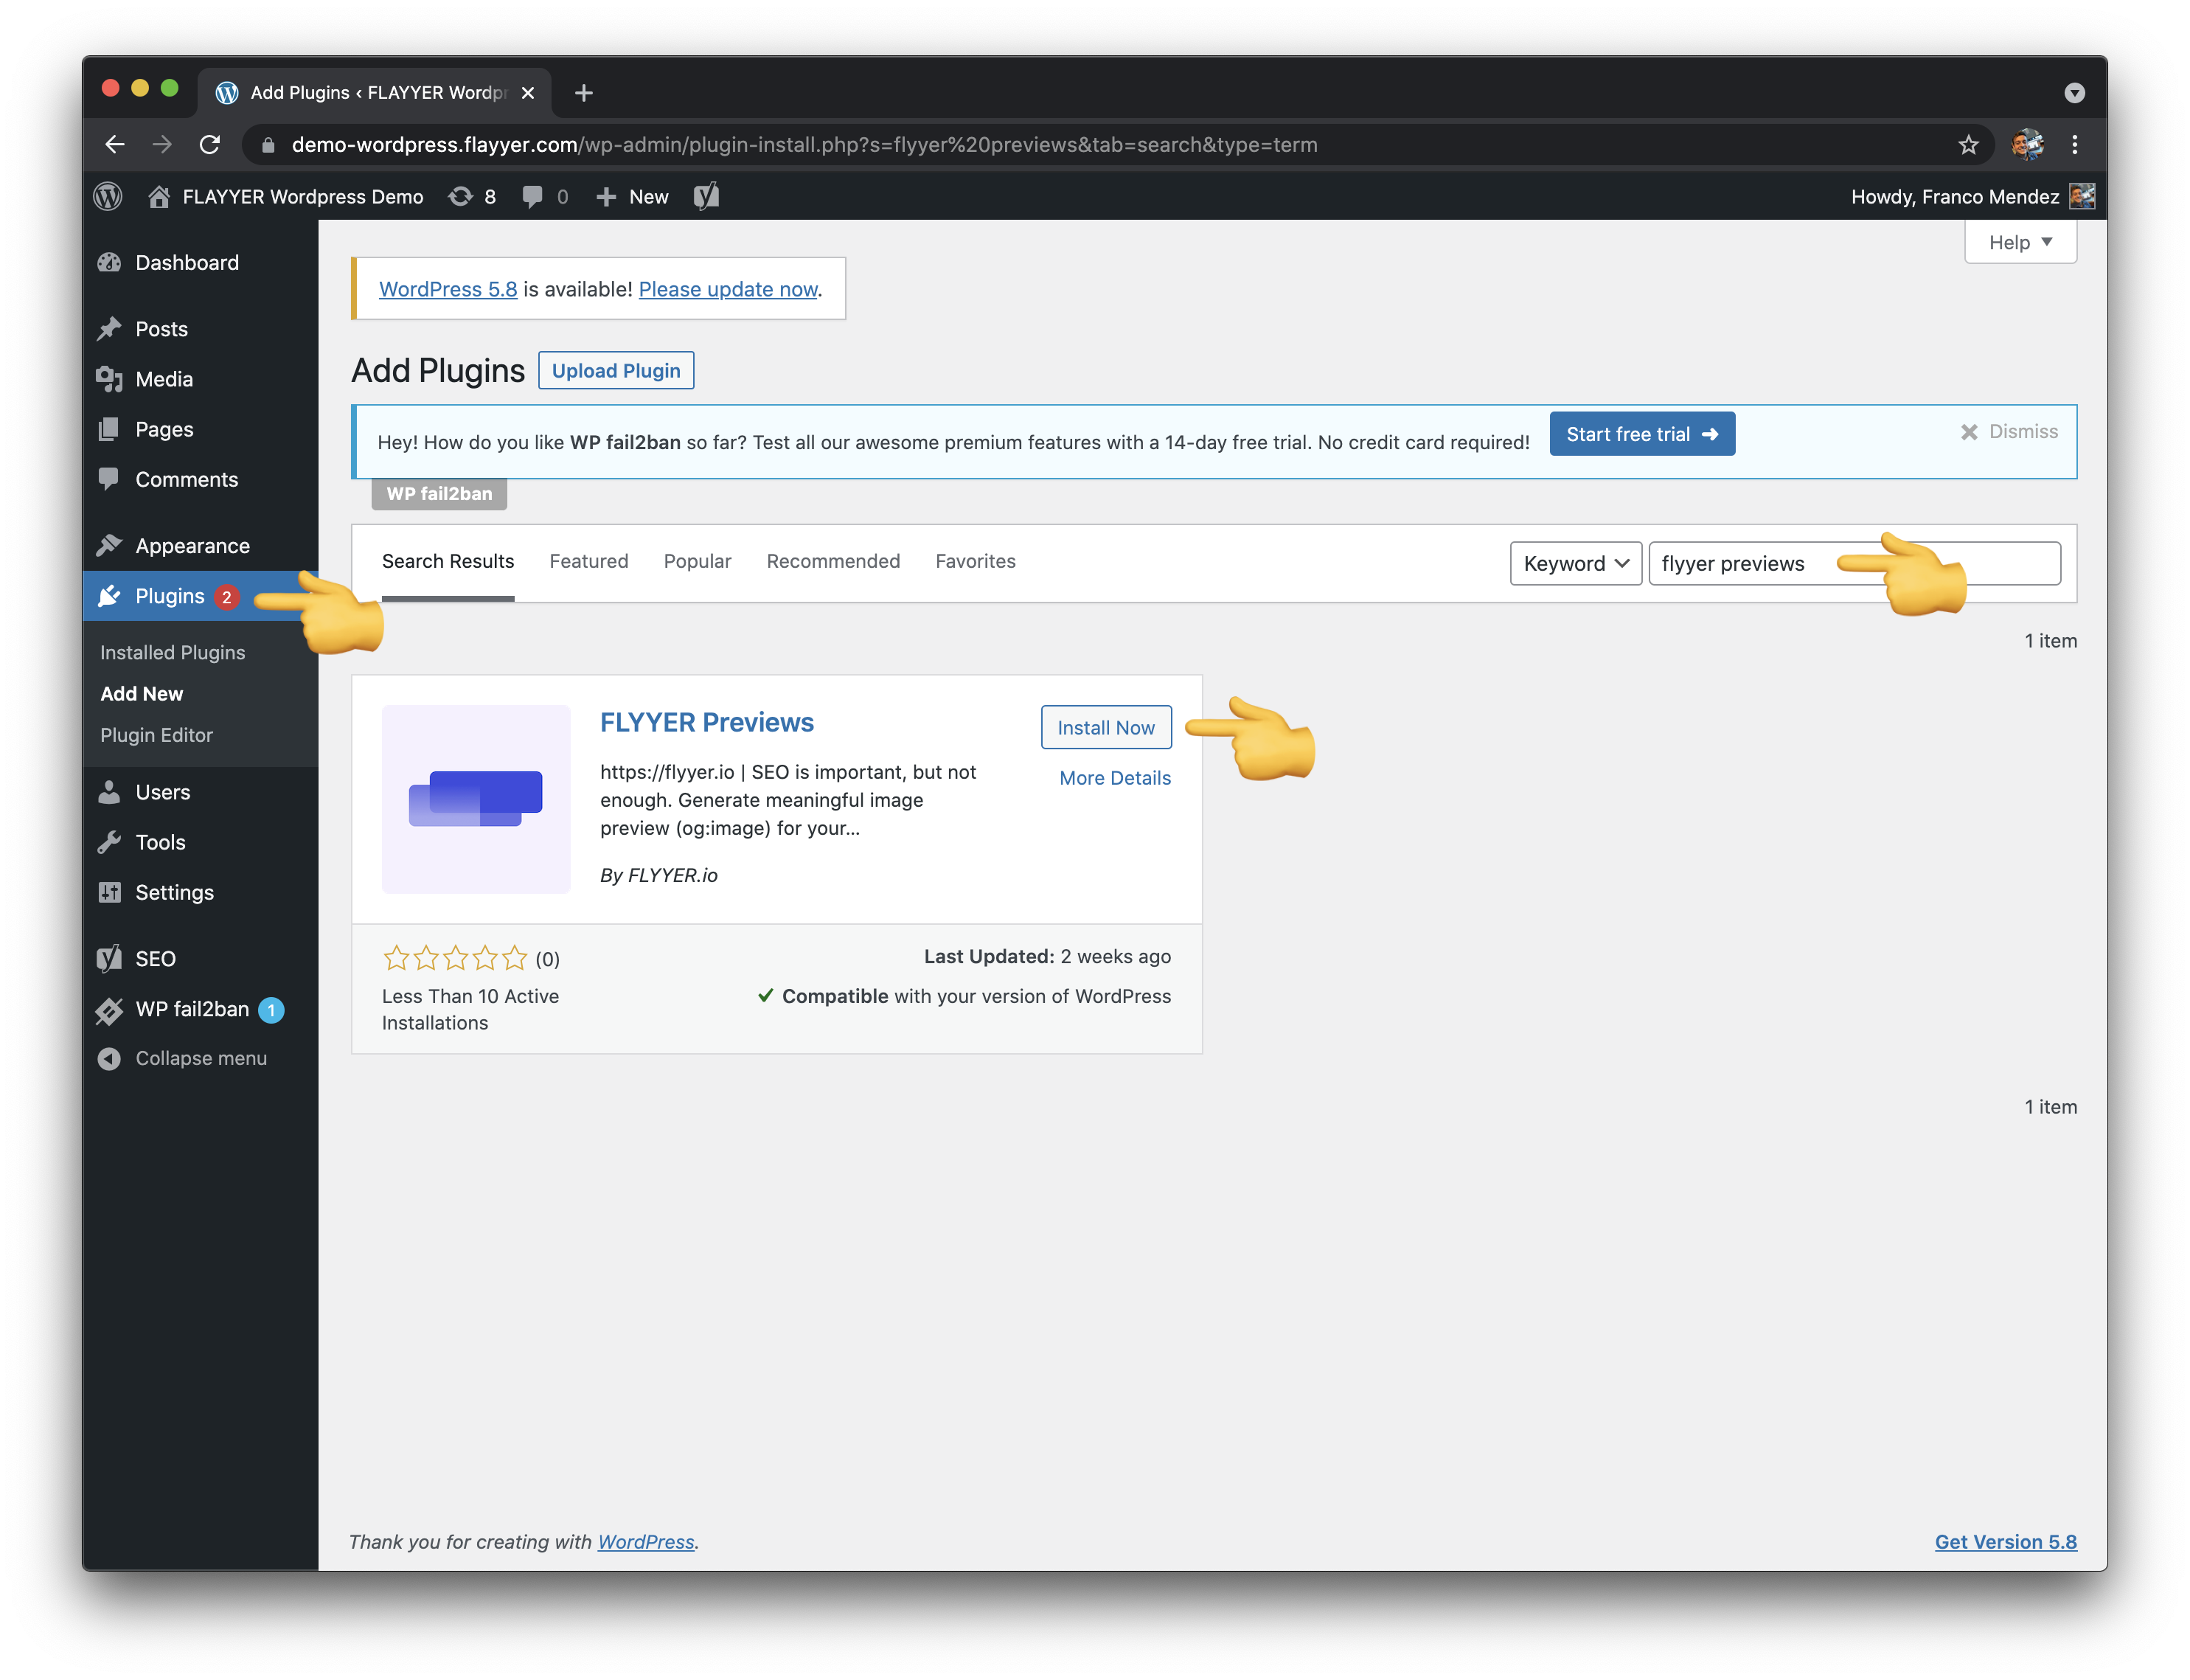 Add Plugins ‹ FLAYYER Wordpr
demo-wordpress.flayyer.com/wp-admin/plugin-install.php?s=flyyer%20previews&tab=search&type=term
FLAYYER Wordpress Demo 8 0 New Howdy, Franco Mendez
Help
Dashboard
Posts
Media
Pages
Comments
Appearance
Plugins 2
Installed Plugins
Add New
Plugin Editor
Users
Tools
Settings
SEO
WP fail2ban 1
Collapse menu
WordPress 5.8 is available! Please update now.
Add Plugins Upload Plugin
Hey! How do you like WP fail2ban so far? Test all our awesome premium features with a 14-day free trial. No credit card required! Start free trial Dismiss
WP fail2ban
Search Results Featured Popular Recommended Favorites Keyword flyyer previews
1 item
FLYYER Previews
Install Now
More Details
https://flyyer.io | SEO is important, but not
enough. Generate meaningful image
preview (og:image) for your...
By FLYYER.io
(0)
Less Than 10 Active
Installations
Last Updated: 2 weeks ago
Compatible with your version of WordPress
1 item
Thank you for creating with WordPress.
Get Version 5.8